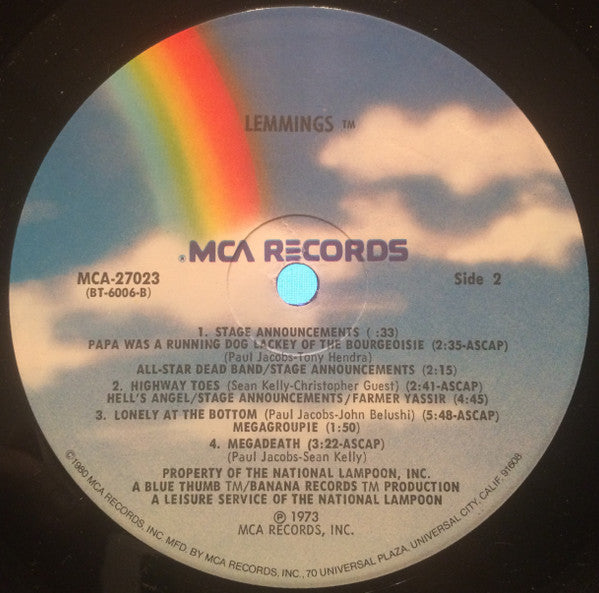 LEMMINGS TM
® MCA RECORDS
MCA-27023
(BT-6006-B)
Side 2
1. STAGE ANNOUNCEMENTS ( :33)
PAPA WAS A RUNNING DOG LACKEY OF THE BOURGEOISIE (2:35-ASCAP)
(Paul Jacobs-Tony Hendra)
ALL-STAR DEAD BAND/STAGE ANNOUNCEMENTS (2:15)
2. HIGHWAY TOES (Sean Kelly-Christopher Guest) (2:41-ASCAP)
HELL'S ANGEL/STAGE ANNOUNCEMENTS/FARMER YASSIR (4:45)
3. LONELY AT THE BOTTOM (Paul Jacobs-John Belushi) (5:48-ASCAP)
MEGAGROUPIE (1:50)
4. MEGADEATH (3:22-ASCAP)
(Paul Jacobs-Sean Kelly)
PROPERTY OF THE NATIONAL LAMPOON, INC.
A BLUE THUMB TM/BANANA RECORDS TM PRODUCTION
A LEISURE SERVICE OF THE NATIONAL LAMPOON
℗ 1973
MCA RECORDS, INC.
©1980 MCA RECORDS, INC. MFD. BY MCA RECORDS, INC., 70 UNIVERSAL PLAZA, UNIVERSAL CITY, CALIF. 91608